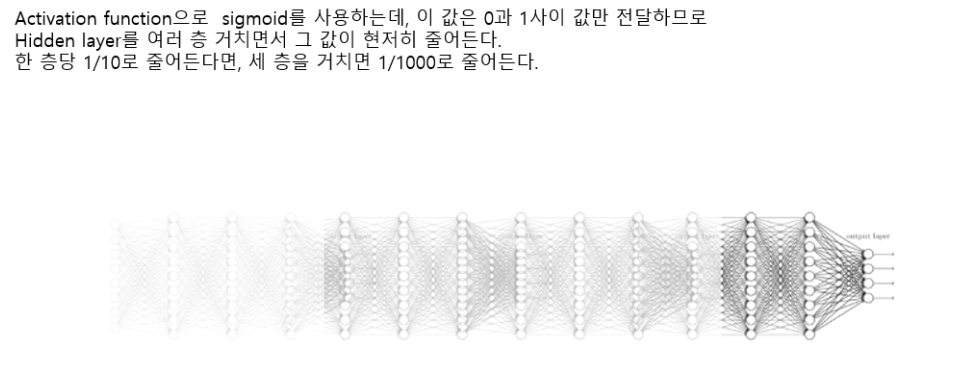 Activation function으로 sigmoid를 사용하는데, 이 값은 0과 1사이 값만 전달하므로
Hidden layer를 여러 층 거치면서 그 값이 현저히 줄어든다.
한 층당 1/10로 줄어든다면, 세 층을 거치면 1/1000로 줄어든다.
output layer